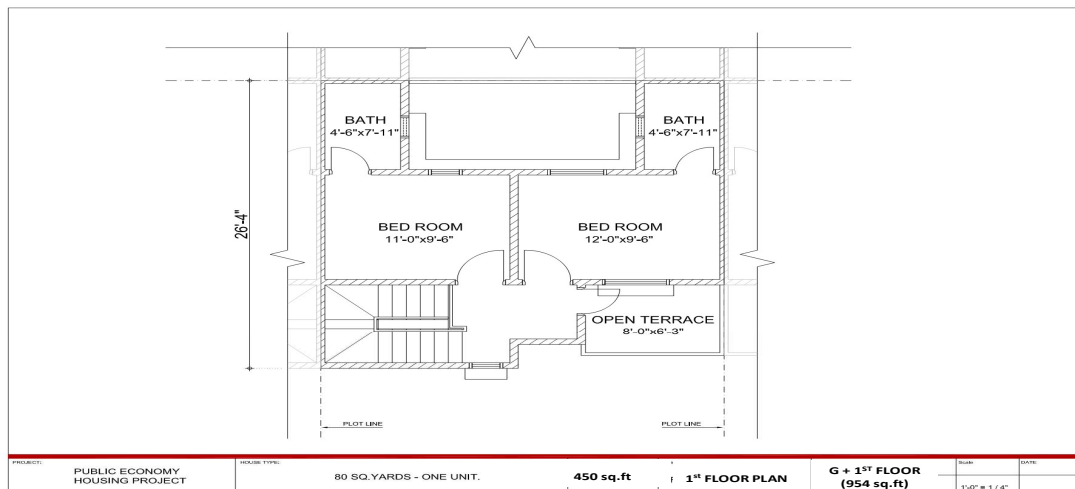 BATH
4'-6"x7'-11"
BATH
4'-6"x7'-11"
26'-4"
BED ROOM
11'-0"x9'-6"
BED ROOM
12'-0"x9'-6"
OPEN TERRACE
8'-0"x6'-3"
PLOT LINE
PLOT LINE
PROJECT:
PUBLIC ECONOMY
HOUSING PROJECT
HOUSE TYPE:
80 SQ.YARDS - ONE UNIT.
450 sq.ft
1st FLOOR PLAN
G + 1ST FLOOR
(954 sq.ft)
Scale
1'-0" = 1 / 4"
DATE